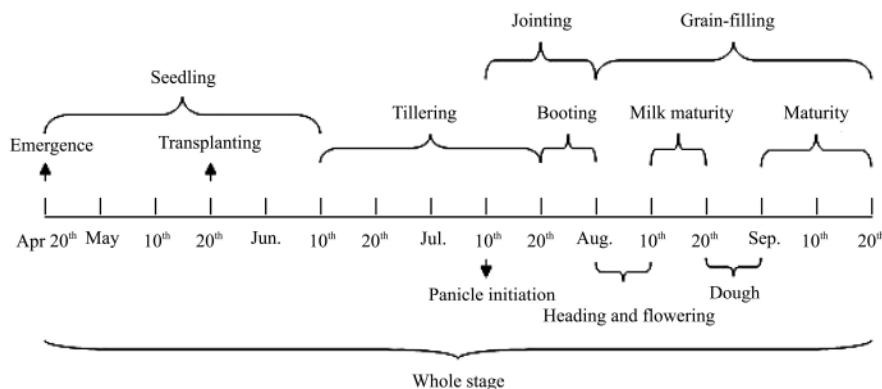 Jointing Grain-filling
Seedling
Tillering Booting Milk maturity Maturity
Emergence Transplanting
Apr 20th May 10th 20th Jun. 10th 20th Jul. 10th 20th Aug. 10th 20th Sep. 10th 20th
Panicle initiation Dough
Heading and flowering
Whole stage